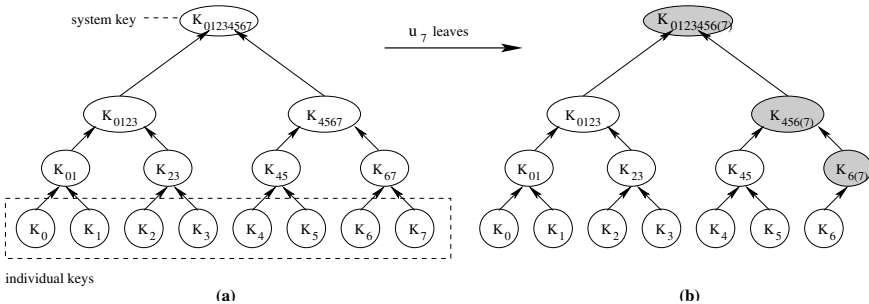 system key
K01234567
u7 leaves
K0123456(7)
K0123
K4567
K0123
K456(7)
K01
K23
K45
K67
K01
K23
K45
K6(7)
K0
K1
K2
K3
K4
K5
K6
K7
K0
K1
K2
K3
K4
K5
K6
individual keys
(a)
(b)